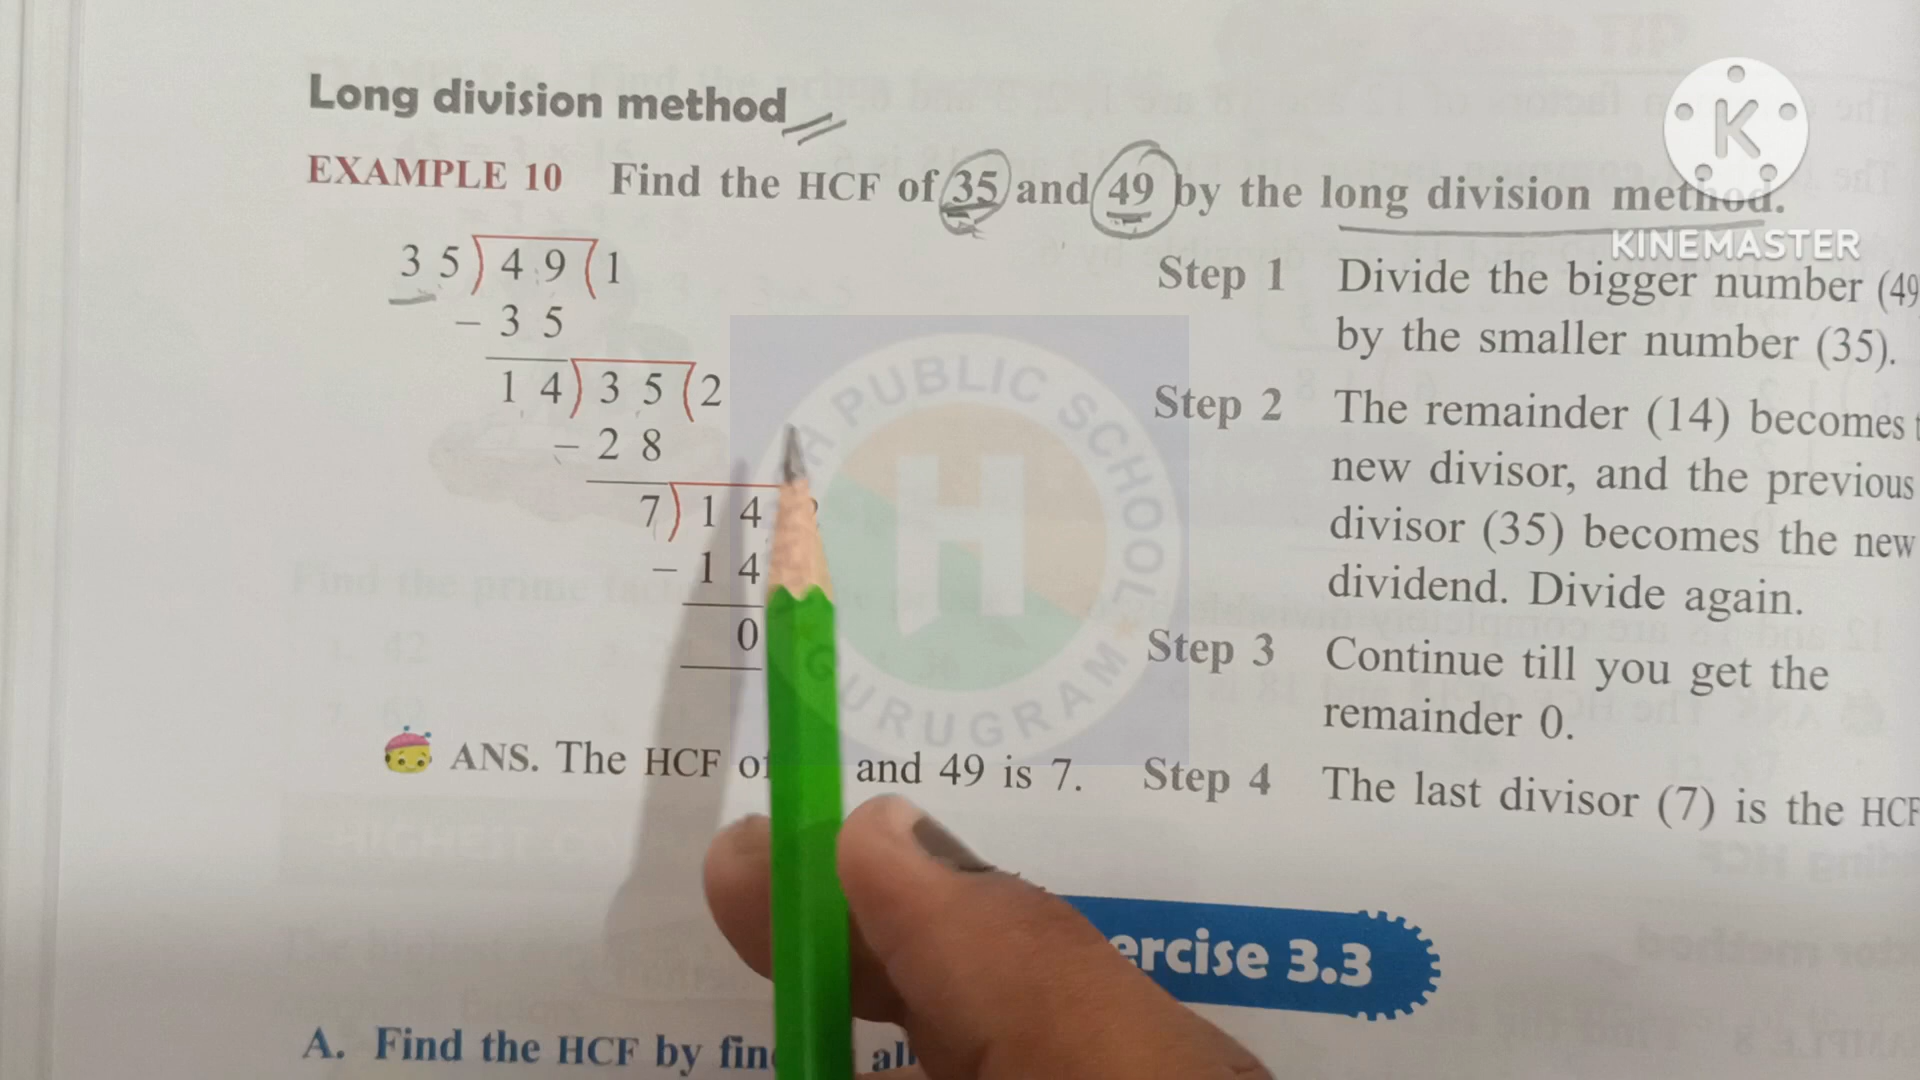 Long division method
EXAMPLE 10 Find the HCF of 35 and 49 by the long division method.
KINEMASTER
35) 49 (1
- 35
14) 35 (2
- 28
7) 14
- 14
0
ANS. The HCF of and 49 is 7.
Step 1 Divide the bigger number (49
by the smaller number (35).
Step 2 The remainder (14) becomes
new divisor, and the previous
divisor (35) becomes the new
dividend. Divide again.
Step 3 Continue till you get the
remainder 0.
Step 4 The last divisor (7) is the HCF
PUBLIC SCHOOL
GURUGRAM
H
K
ercise 3.3
A. Find the HCF by fin all